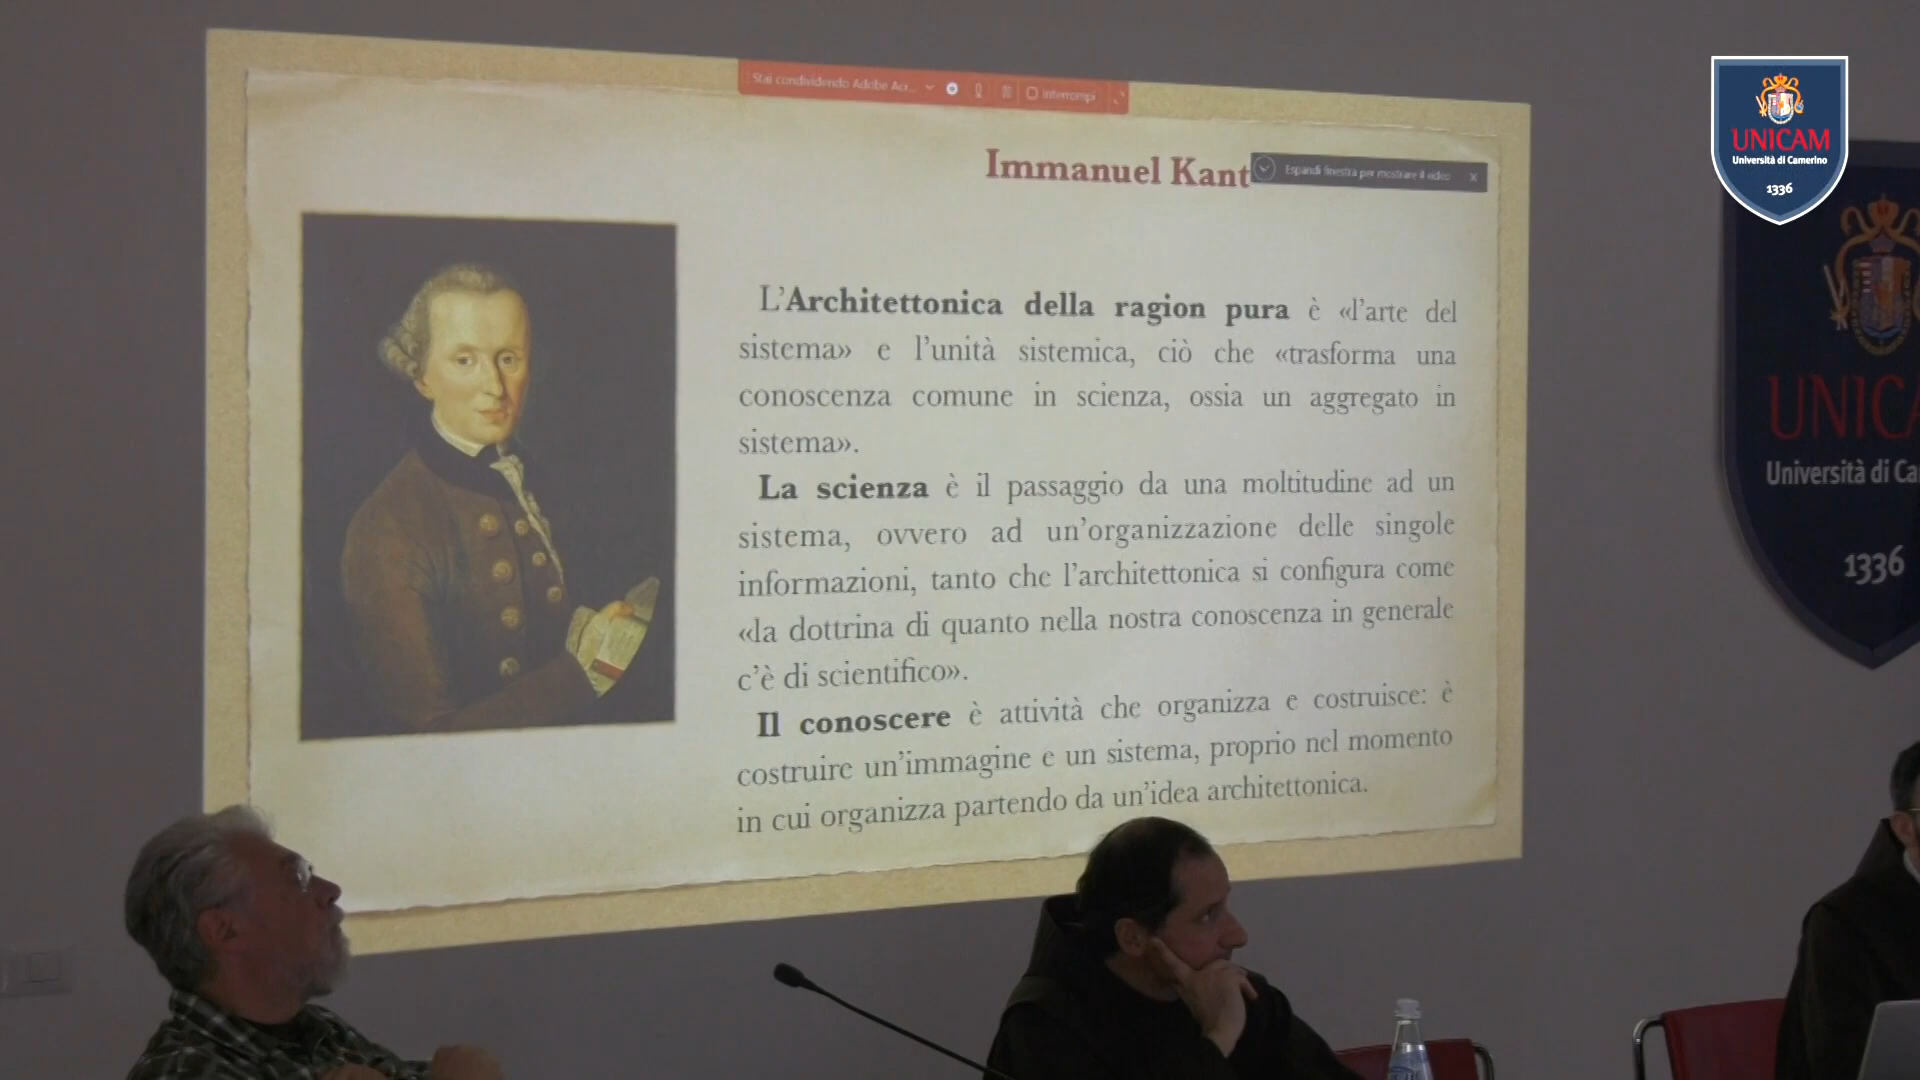 Stai condividendo Adobe Acr...
Interrompi
Immanuel Kant
Espandi finestra per mostrare il video
L'Architettonica della ragion pura è «l'arte del
sistema» e l'unità sistemica, ciò che «trasforma una
conoscenza comune in scienza, ossia un aggregato in
sistema».
La scienza è il passaggio da una moltitudine ad un
sistema, ovvero ad un'organizzazione delle singole
informazioni, tanto che l'architettonica si configura come
«la dottrina di quanto nella nostra conoscenza in generale
c'è di scientifico».
Il conoscere è attività che organizza e costruisce: è
costruire un'immagine e un sistema, proprio nel momento
in cui organizza partendo da un'idea architettonica.
UNICAM
Università di Camerino
1336
UNICA
Università di Ca
1336